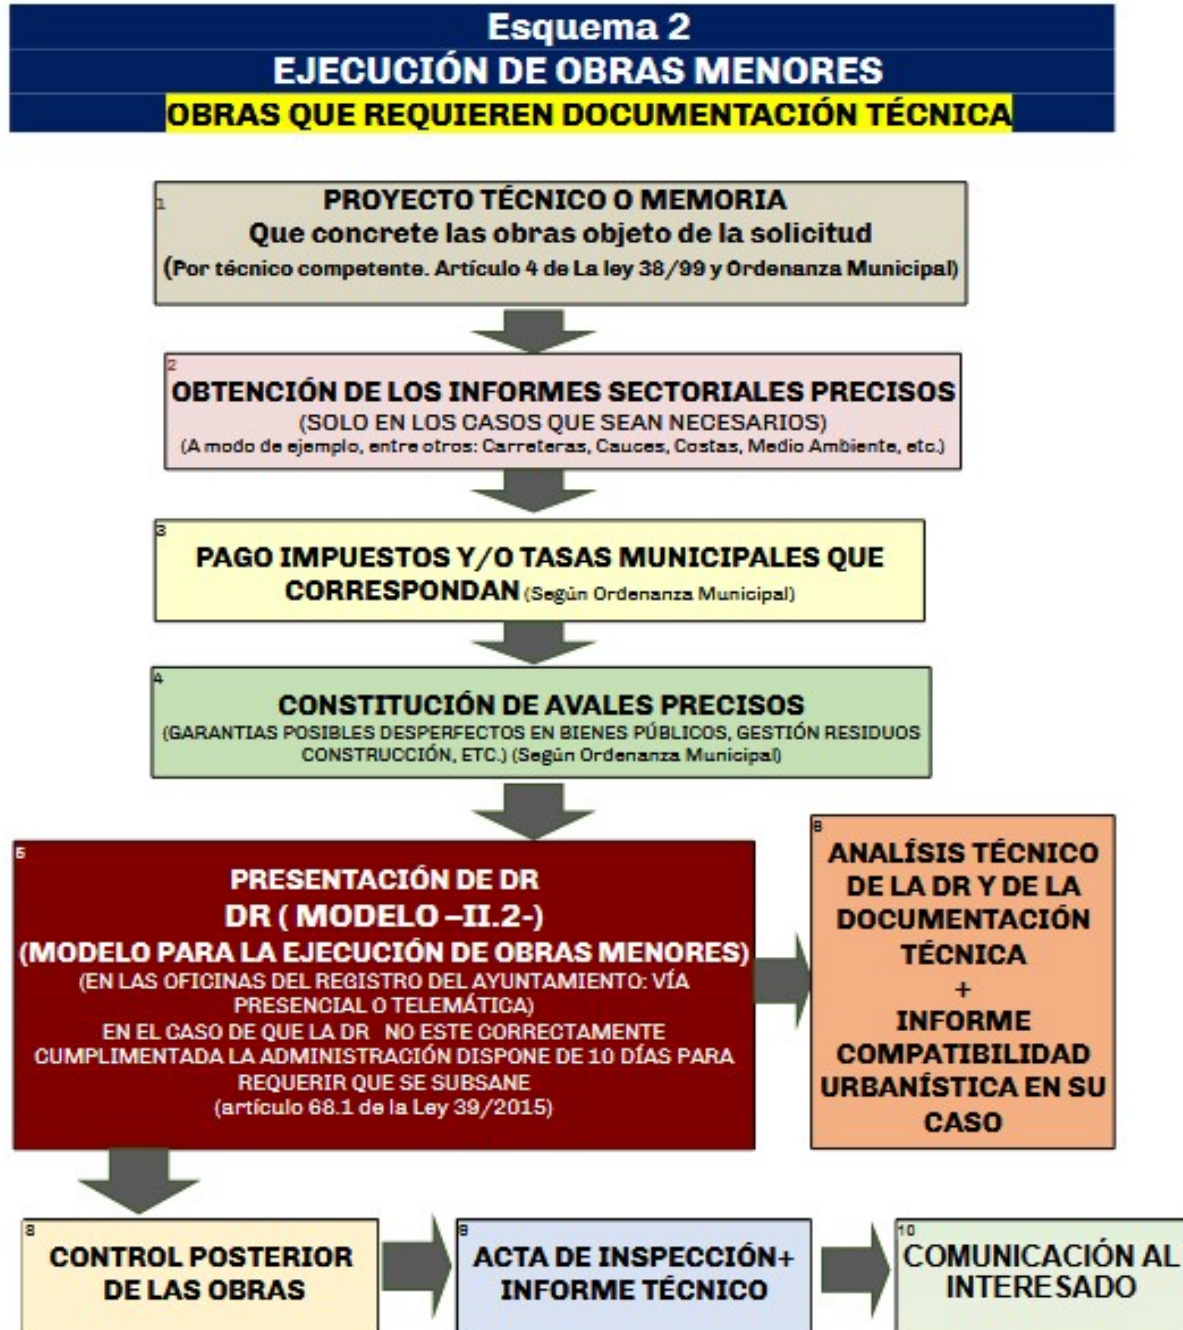 Esquema 2
EJECUCIÓN DE OBRAS MENORES
OBRAS QUE REQUIEREN DOCUMENTACIÓN TÉCNICA
1
PROYECTO TÉCNICO O MEMORIA
Que concrete las obras objeto de la solicitud
(Por técnico competente. Artículo 4 de La ley 38/99 y Ordenanza Municipal)
2
OBTENCIÓN DE LOS INFORMES SECTORIALES PRECISOS
(SOLO EN LOS CASOS QUE SEAN NECESARIOS)
(A modo de ejemplo, entre otros: Carreteras, Cauces, Costas, Medio Ambiente, etc.)
3
PAGO IMPUESTOS Y/O TASAS MUNICIPALES QUE
CORRESPONDAN (Según Ordenanza Municipal)
4
CONSTITUCIÓN DE AVALES PRECISOS
(GARANTIAS POSIBLES DESPERFECTOS EN BIENES PÚBLICOS, GESTIÓN RESIDUOS
CONSTRUCCIÓN, ETC.) (Según Ordenanza Municipal)
5
PRESENTACIÓN DE DR
DR ( MODELO –II.2-)
(MODELO PARA LA EJECUCIÓN DE OBRAS MENORES)
(EN LAS OFICINAS DEL REGISTRO DEL AYUNTAMIENTO: VÍA
PRESENCIAL O TELEMÁTICA)
EN EL CASO DE QUE LA DR NO ESTE CORRECTAMENTE
CUMPLIMENTADA LA ADMINISTRACIÓN DISPONE DE 10 DÍAS PARA
REQUERIR QUE SE SUBSANE
(artículo 68.1 de la Ley 39/2015)
ANALÍSIS TÉCNICO
DE LA DR Y DE LA
DOCUMENTACIÓN
TÉCNICA
+
INFORME
COMPATIBILIDAD
URBANÍSTICA EN SU
CASO
CONTROL POSTERIOR
DE LAS OBRAS
ACTA DE INSPECCIÓN+
INFORME TÉCNICO
10
COMUNICACIÓN AL
INTERESADO